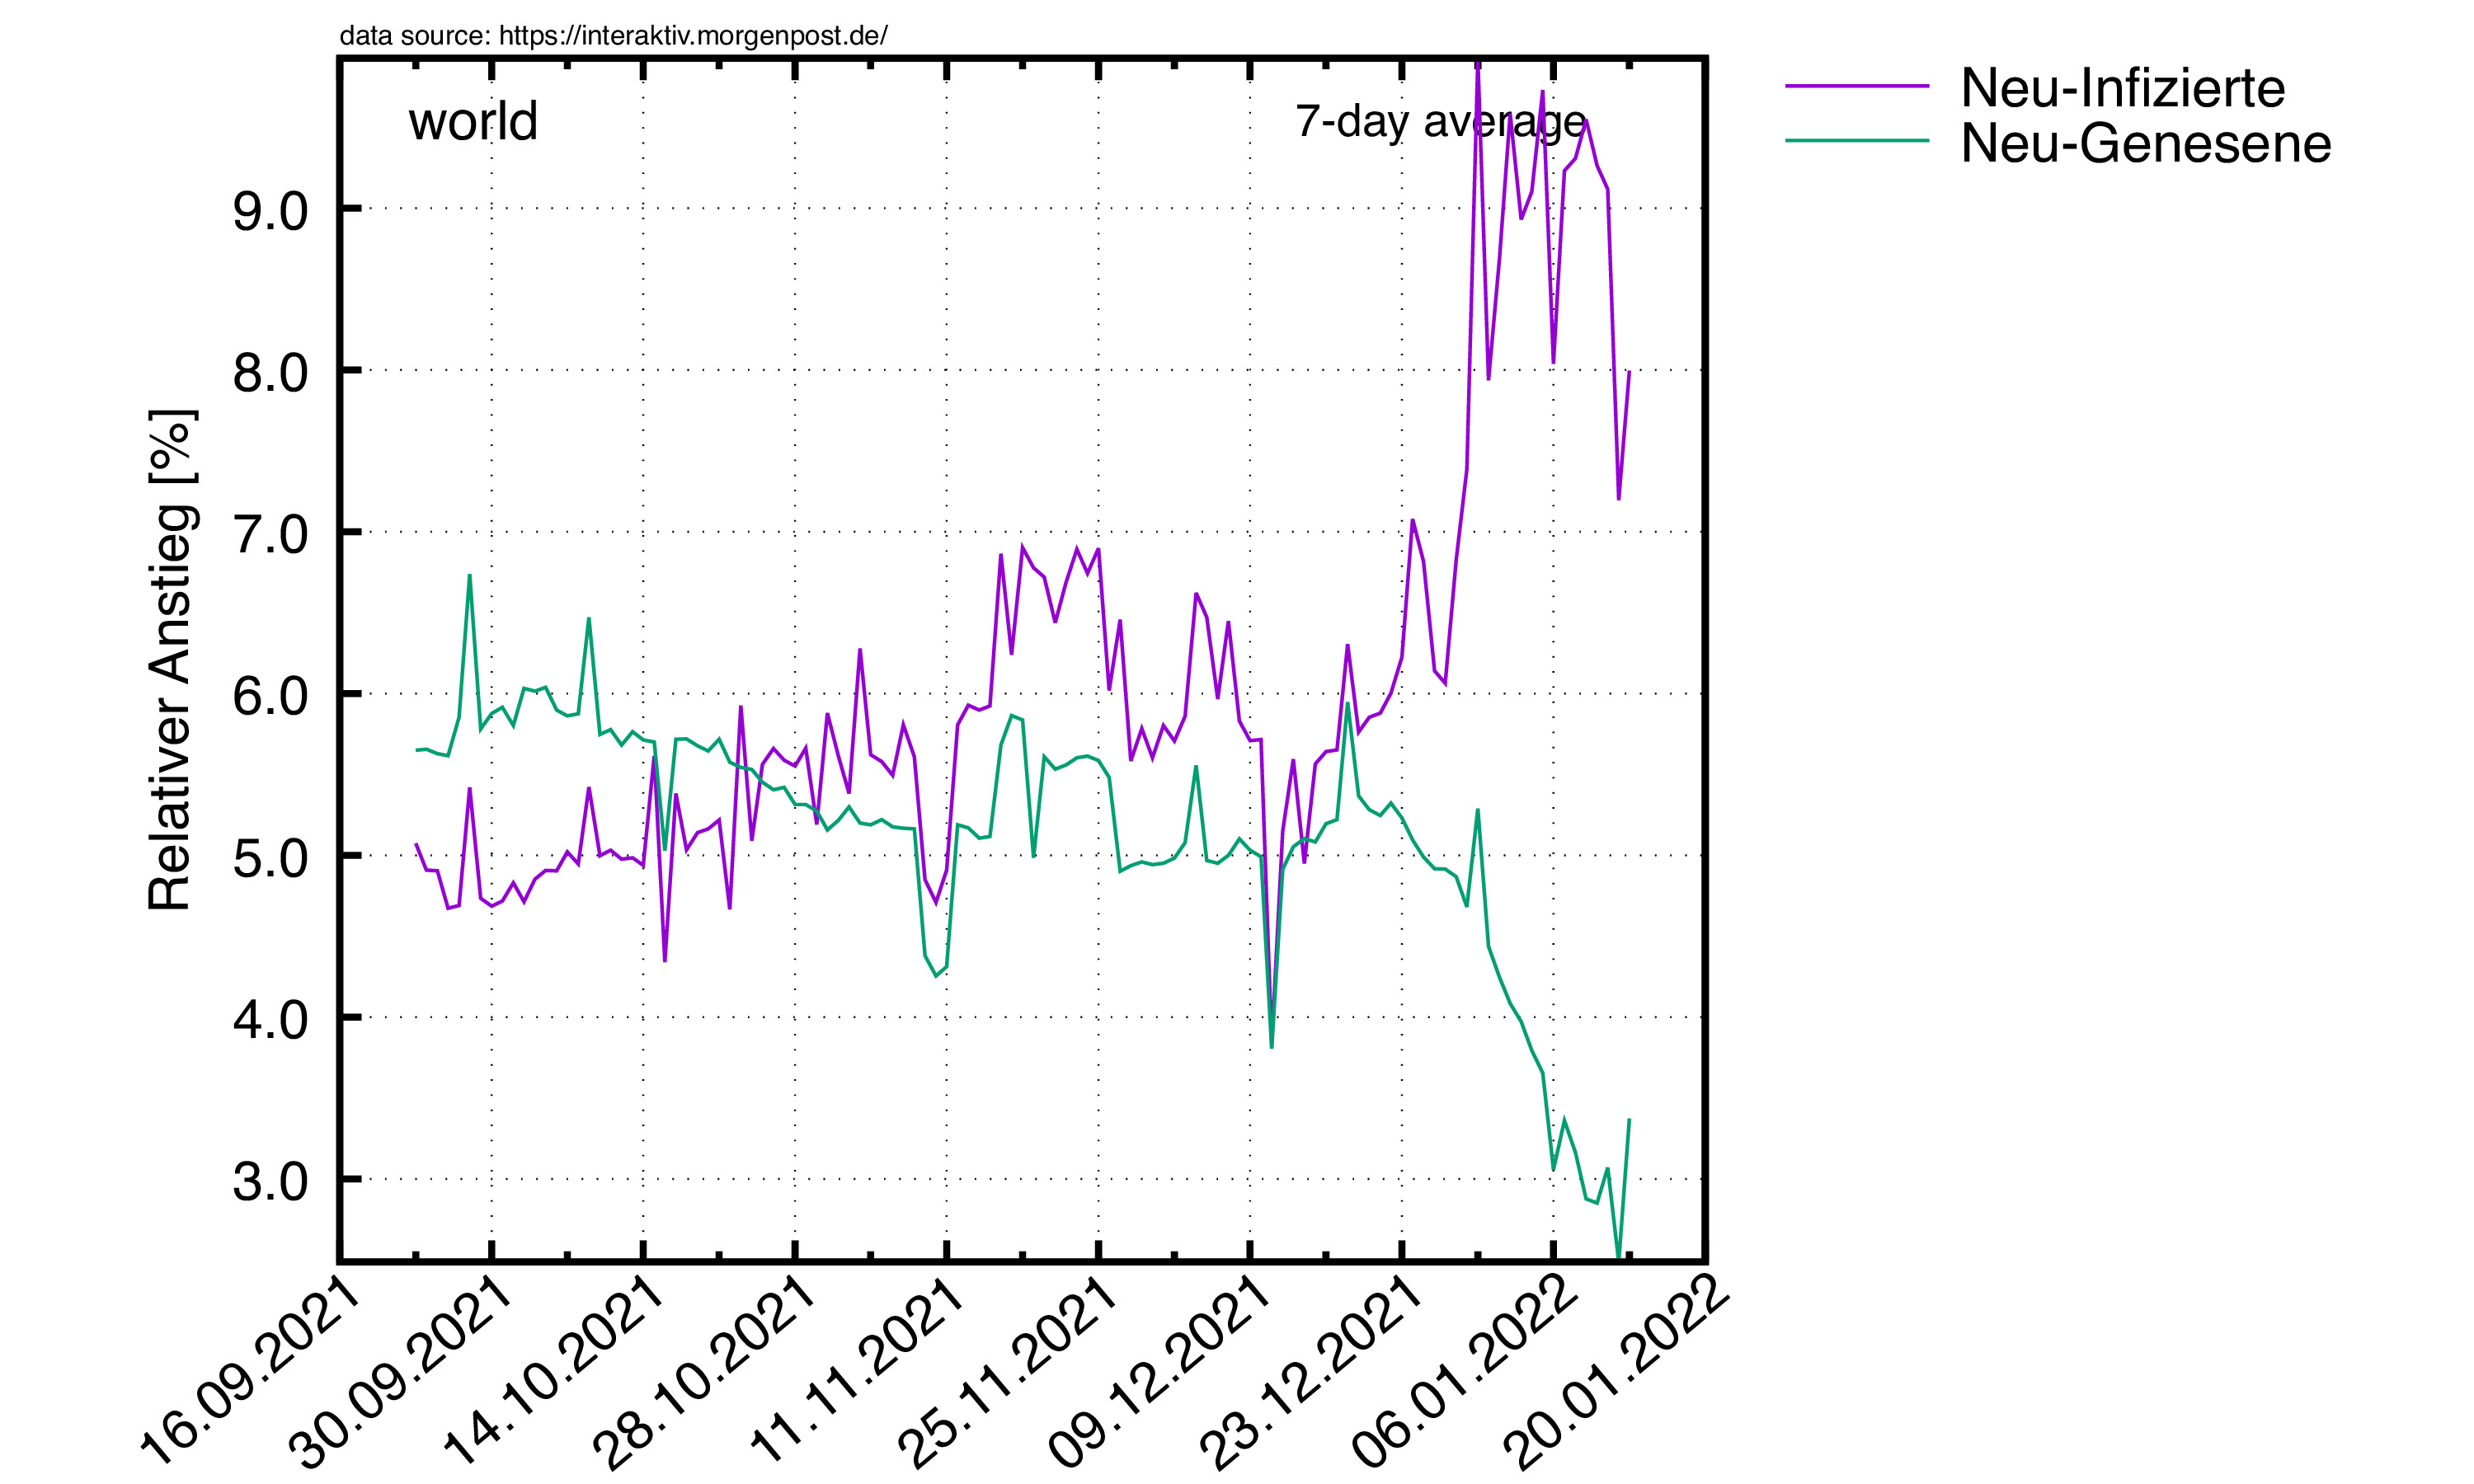 data source: https://interaktiv.morgenpost.de/
world
7-day average
Neu-Infizierte
Neu-Genesene
Relativer Anstieg [%]
9.0
8.0
7.0
6.0
5.0
4.0
3.0
16.09.2021
30.09.2021
14.10.2021
28.10.2021
11.11.2021
25.11.2021
09.12.2021
23.12.2021
06.01.2022
20.01.2022